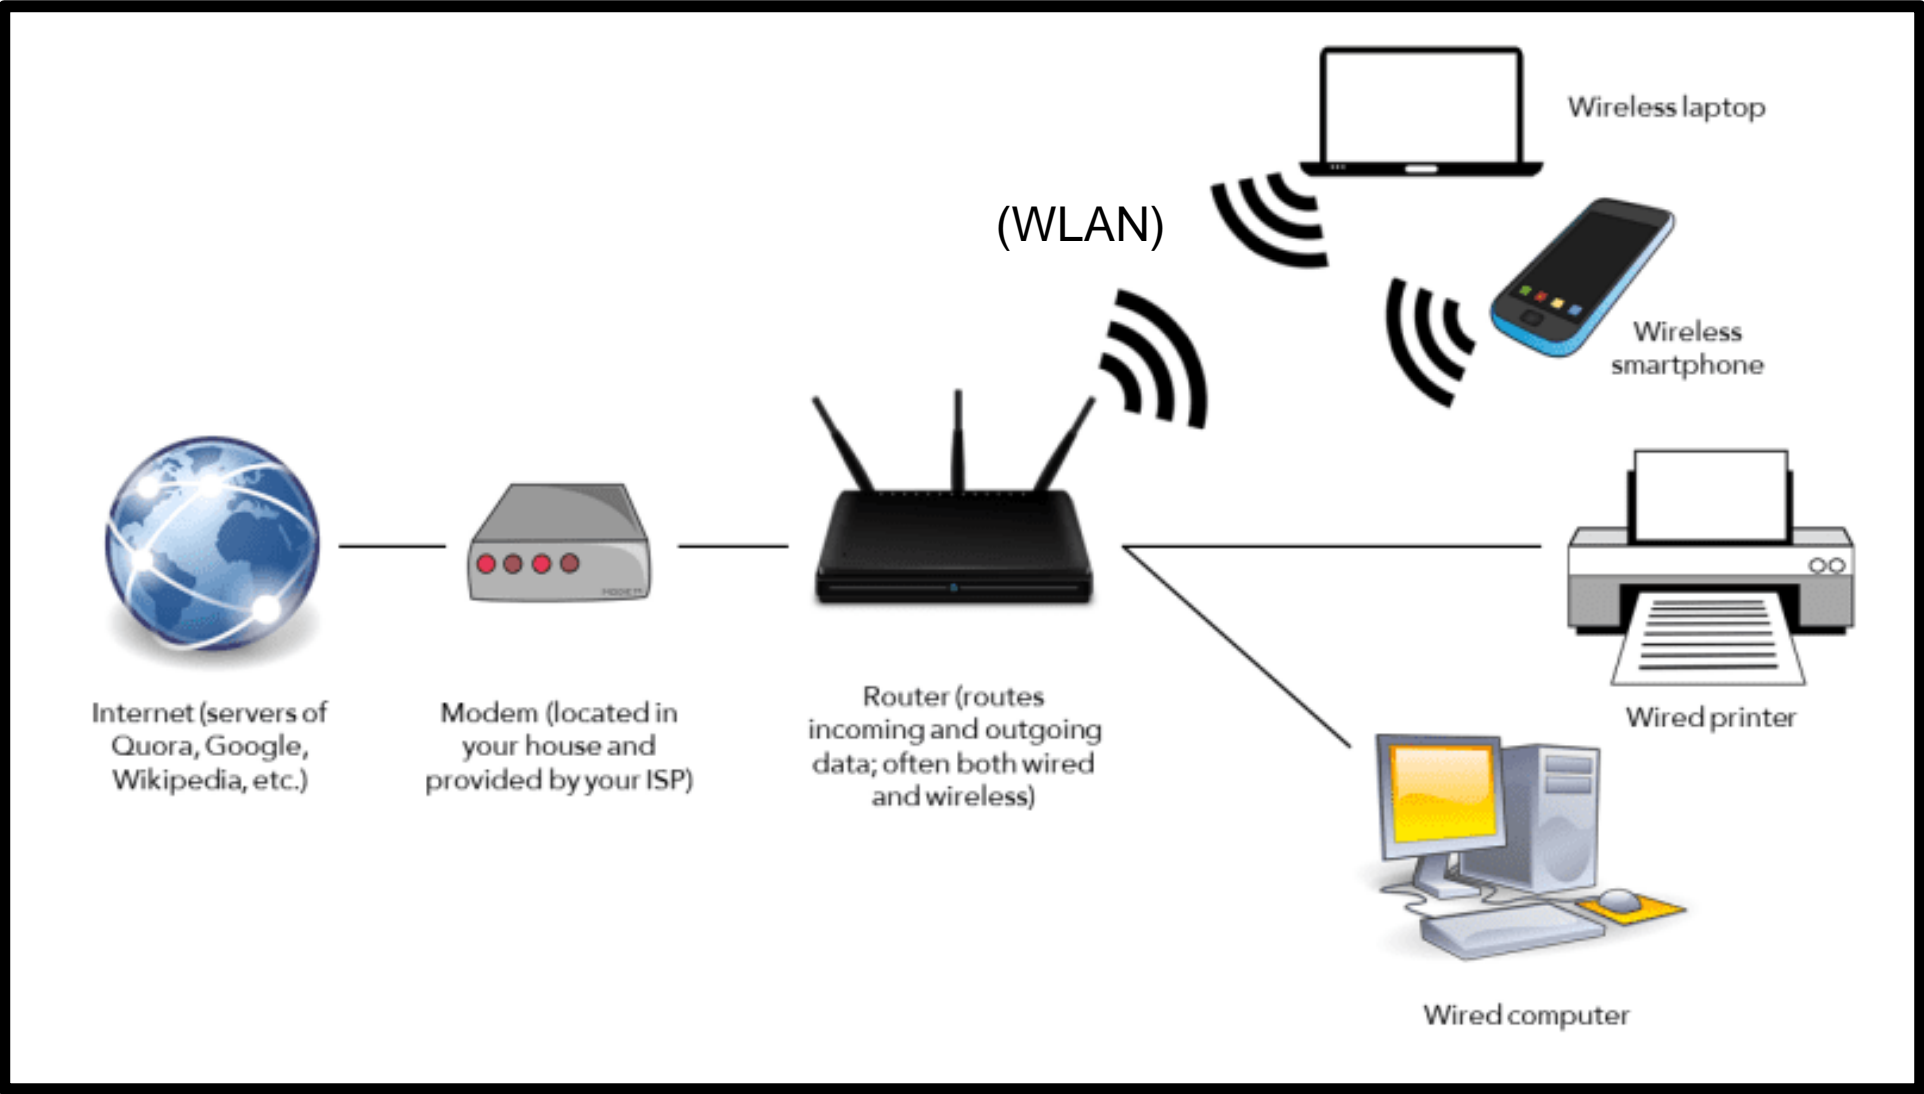 Wireless laptop
(WLAN)
Wireless
smartphone
MODEM
Internet (servers of
Quora, Google,
Wikipedia, etc.)
Modem (located in
your house and
provided by your ISP)
Router (routes
incoming and outgoing
data; often both wired
and wireless)
Wired printer
Wired computer